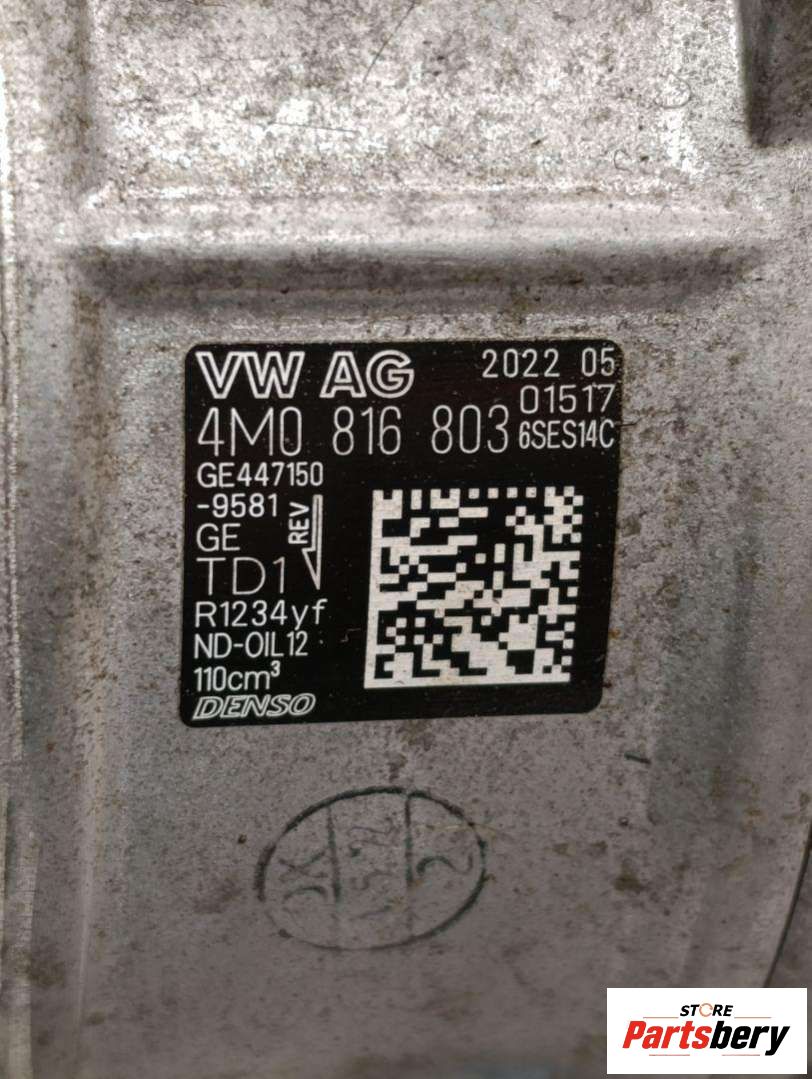 VW AG 2022 05
01517
4M0 816 803 6SES14C
GE447150
-9581
REV
GE
TD1
R1234yf
ND-OIL12
110cm³
DENSO
OK
STORE
Partsbery